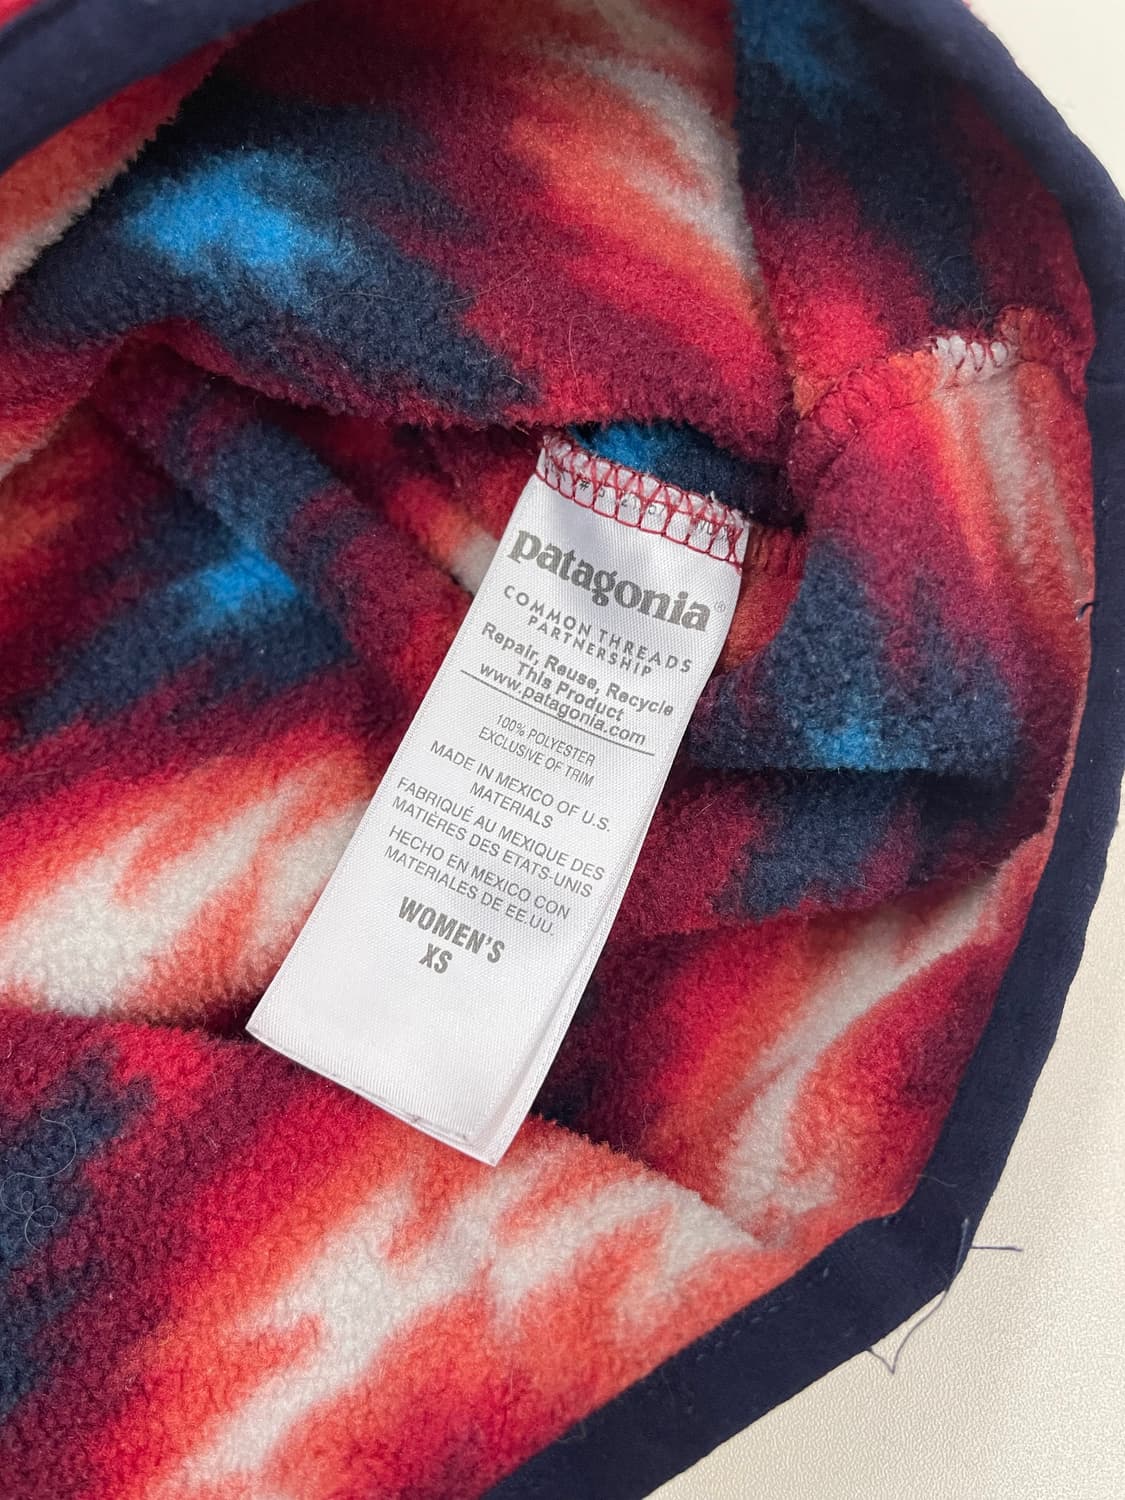 patagonia®
COMMON THREADS
PARTNERSHIP
Repair, Reuse, Recycle
This Product
www.patagonia.com
100% POLYESTER
EXCLUSIVE OF TRIM
MADE IN MEXICO OF U.S.
MATERIALS
FABRIQUÉ AU MEXIQUE DES
MATIÈRES DES ETATS-UNIS
HECHO EN MEXICO CON
MATERIALES DE EE.UU.
WOMEN'S
XS